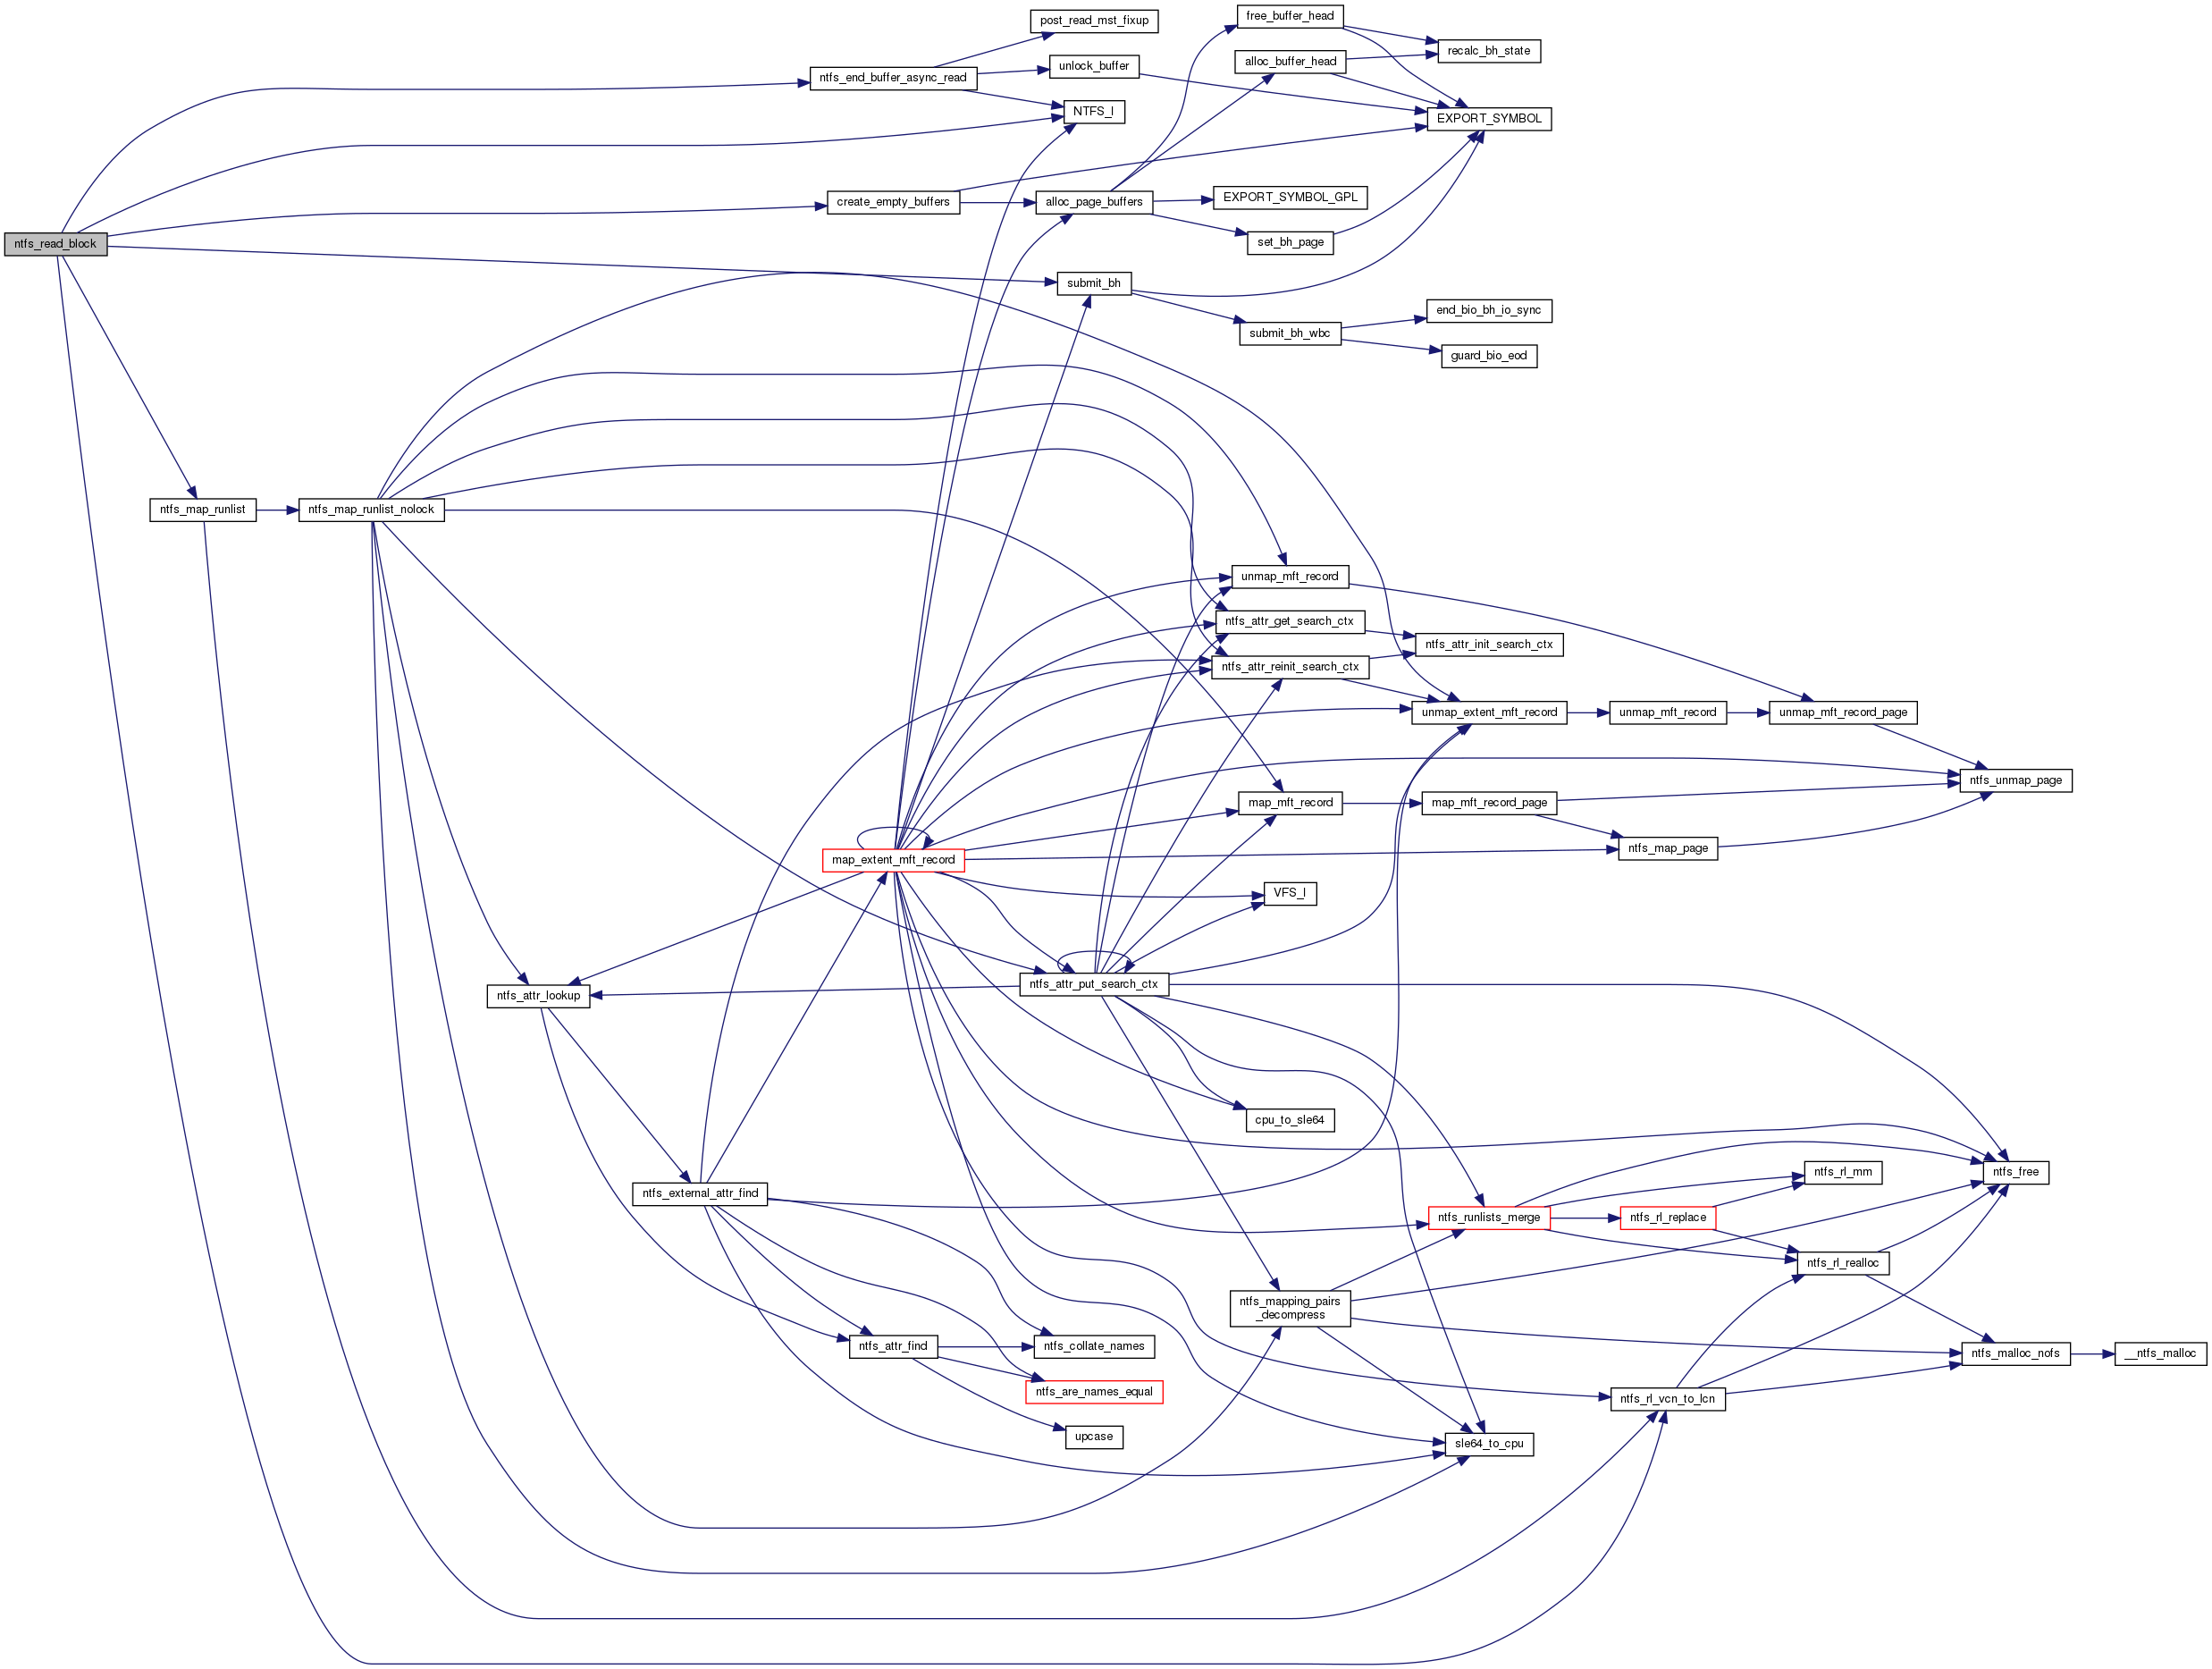 post_read_mst_fixup
free_buffer_head
recalc_bh_state
ntfs_end_buffer_async_read
unlock_buffer
alloc_buffer_head
NTFS_I
EXPORT_SYMBOL
create_empty_buffers
alloc_page_buffers
EXPORT_SYMBOL_GPL
ntfs_read_block
set_bh_page
submit_bh
end_bio_bh_io_sync
submit_bh_wbc
guard_bio_eod
ntfs_map_runlist
ntfs_map_runlist_nolock
unmap_mft_record
ntfs_attr_get_search_ctx
ntfs_attr_init_search_ctx
ntfs_attr_reinit_search_ctx
unmap_extent_mft_record
unmap_mft_record
unmap_mft_record_page
ntfs_unmap_page
map_mft_record
map_mft_record_page
map_extent_mft_record
ntfs_map_page
VFS_I
ntfs_attr_lookup
ntfs_attr_put_search_ctx
cpu_to_sle64
ntfs_external_attr_find
ntfs_rl_mm
ntfs_free
ntfs_runlists_merge
ntfs_rl_replace
ntfs_rl_realloc
ntfs_mapping_pairs
_decompress
ntfs_attr_find
ntfs_collate_names
ntfs_malloc_nofs
__ntfs_malloc
ntfs_are_names_equal
ntfs_rl_vcn_to_lcn
upcase
sle64_to_cpu